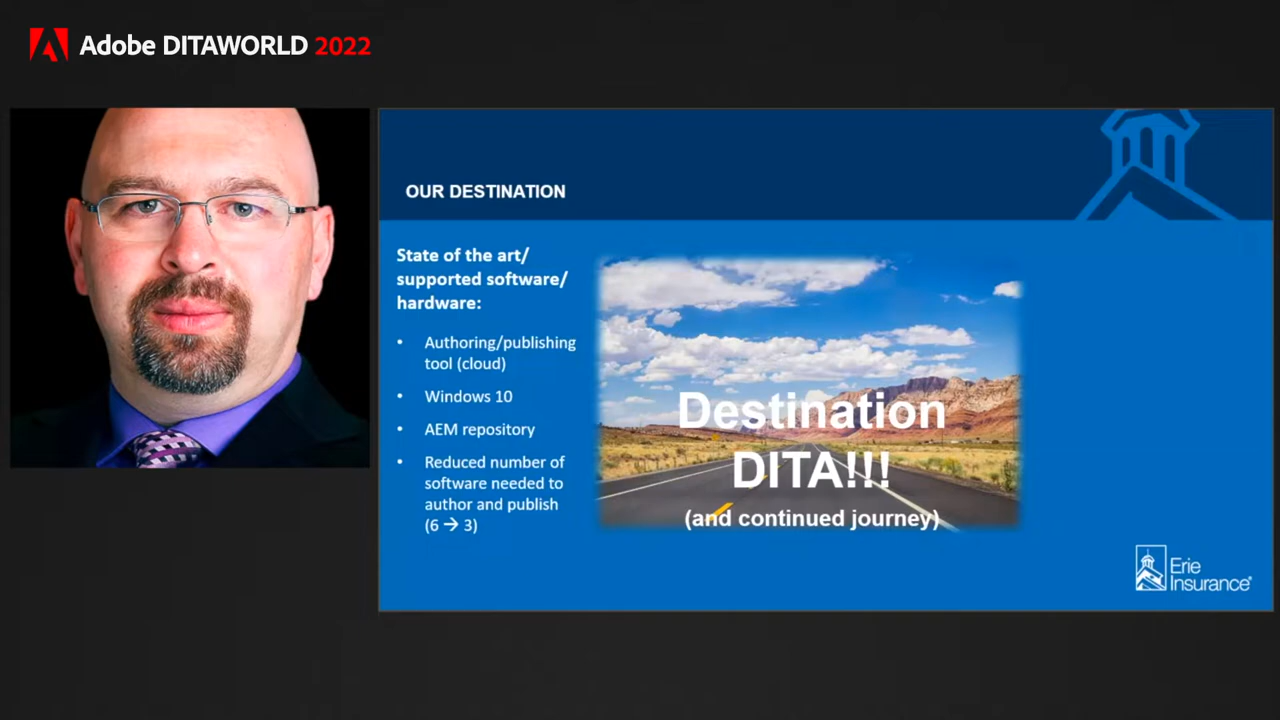 Adobe DITAWORLD 2022
OUR DESTINATION
State of the art/
supported software/
hardware:
• Authoring/publishing
tool (cloud)
• Windows 10
• AEM repository
• Reduced number of
software needed to
author and publish
(6 → 3)
Destination
DITA!!!
(and continued journey)
Erie
Insurance®